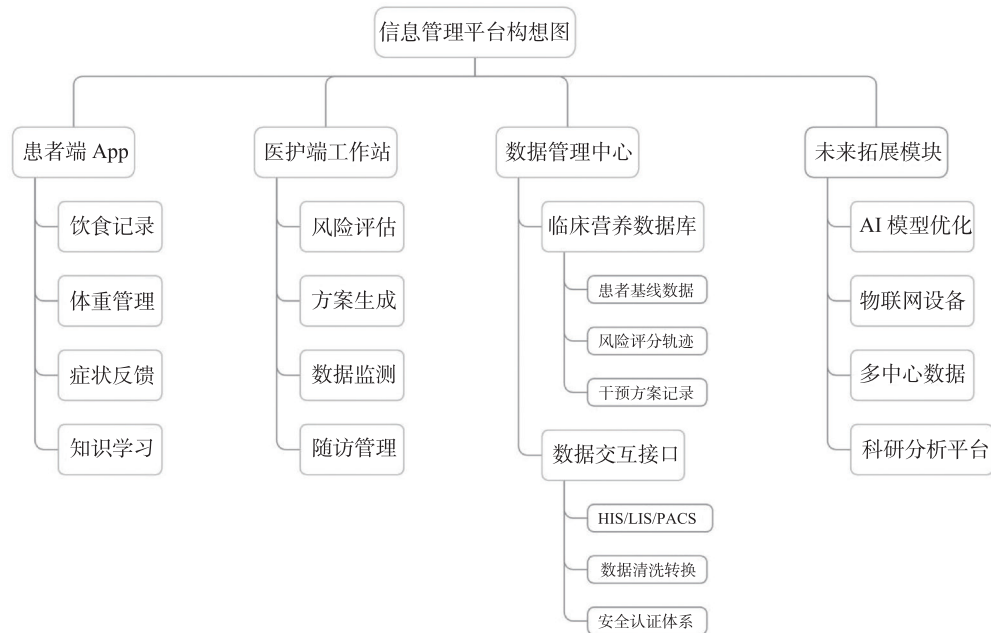 信息管理平台构想图
患者端 App
饮食记录
体重管理
症状反馈
知识学习
医护端工作站
风险评估
方案生成
数据监测
随访管理
数据管理中心
临床营养数据库
患者基线数据
风险评分轨迹
干预方案记录
数据交互接口
HIS/LIS/PACS
数据清洗转换
安全认证体系
未来拓展模块
AI 模型优化
物联网设备
多中心数据
科研分析平台